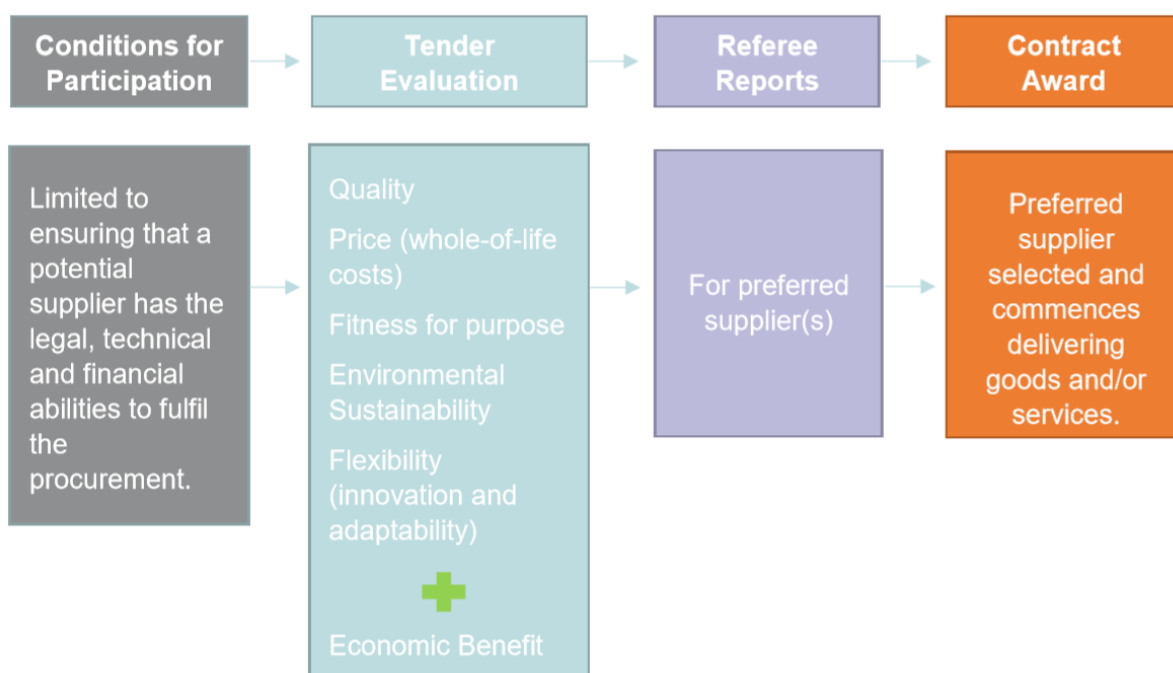 Conditions for
Participation
Tender
Evaluation
Referee
Reports
Contract
Award
Limited to
ensuring that a
potential
supplier has the
legal, technical
and financial
abilities to fulfil
the
procurement.
Quality
Price (whole-of-life
costs)
Fitness for purpose
Environmental
Sustainability
Flexibility
(innovation and
adaptability)
Economic Benefit
For preferred
supplier(s)
Preferred
supplier
selected and
commences
delivering
goods and/or
services.